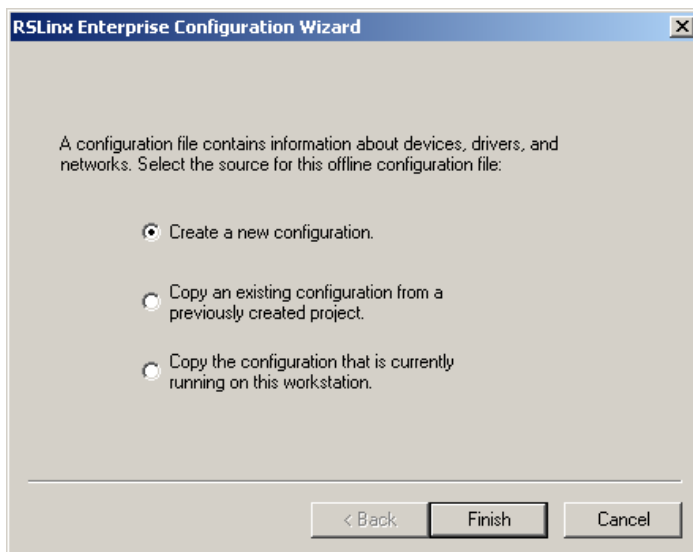 RSLinx Enterprise Configuration Wizard
A configuration file contains information about devices, drivers, and
networks. Select the source for this offline configuration file:
Create a new configuration.
Copy an existing configuration from a
previously created project.
Copy the configuration that is currently
running on this workstation.
< Back
Finish
Cancel